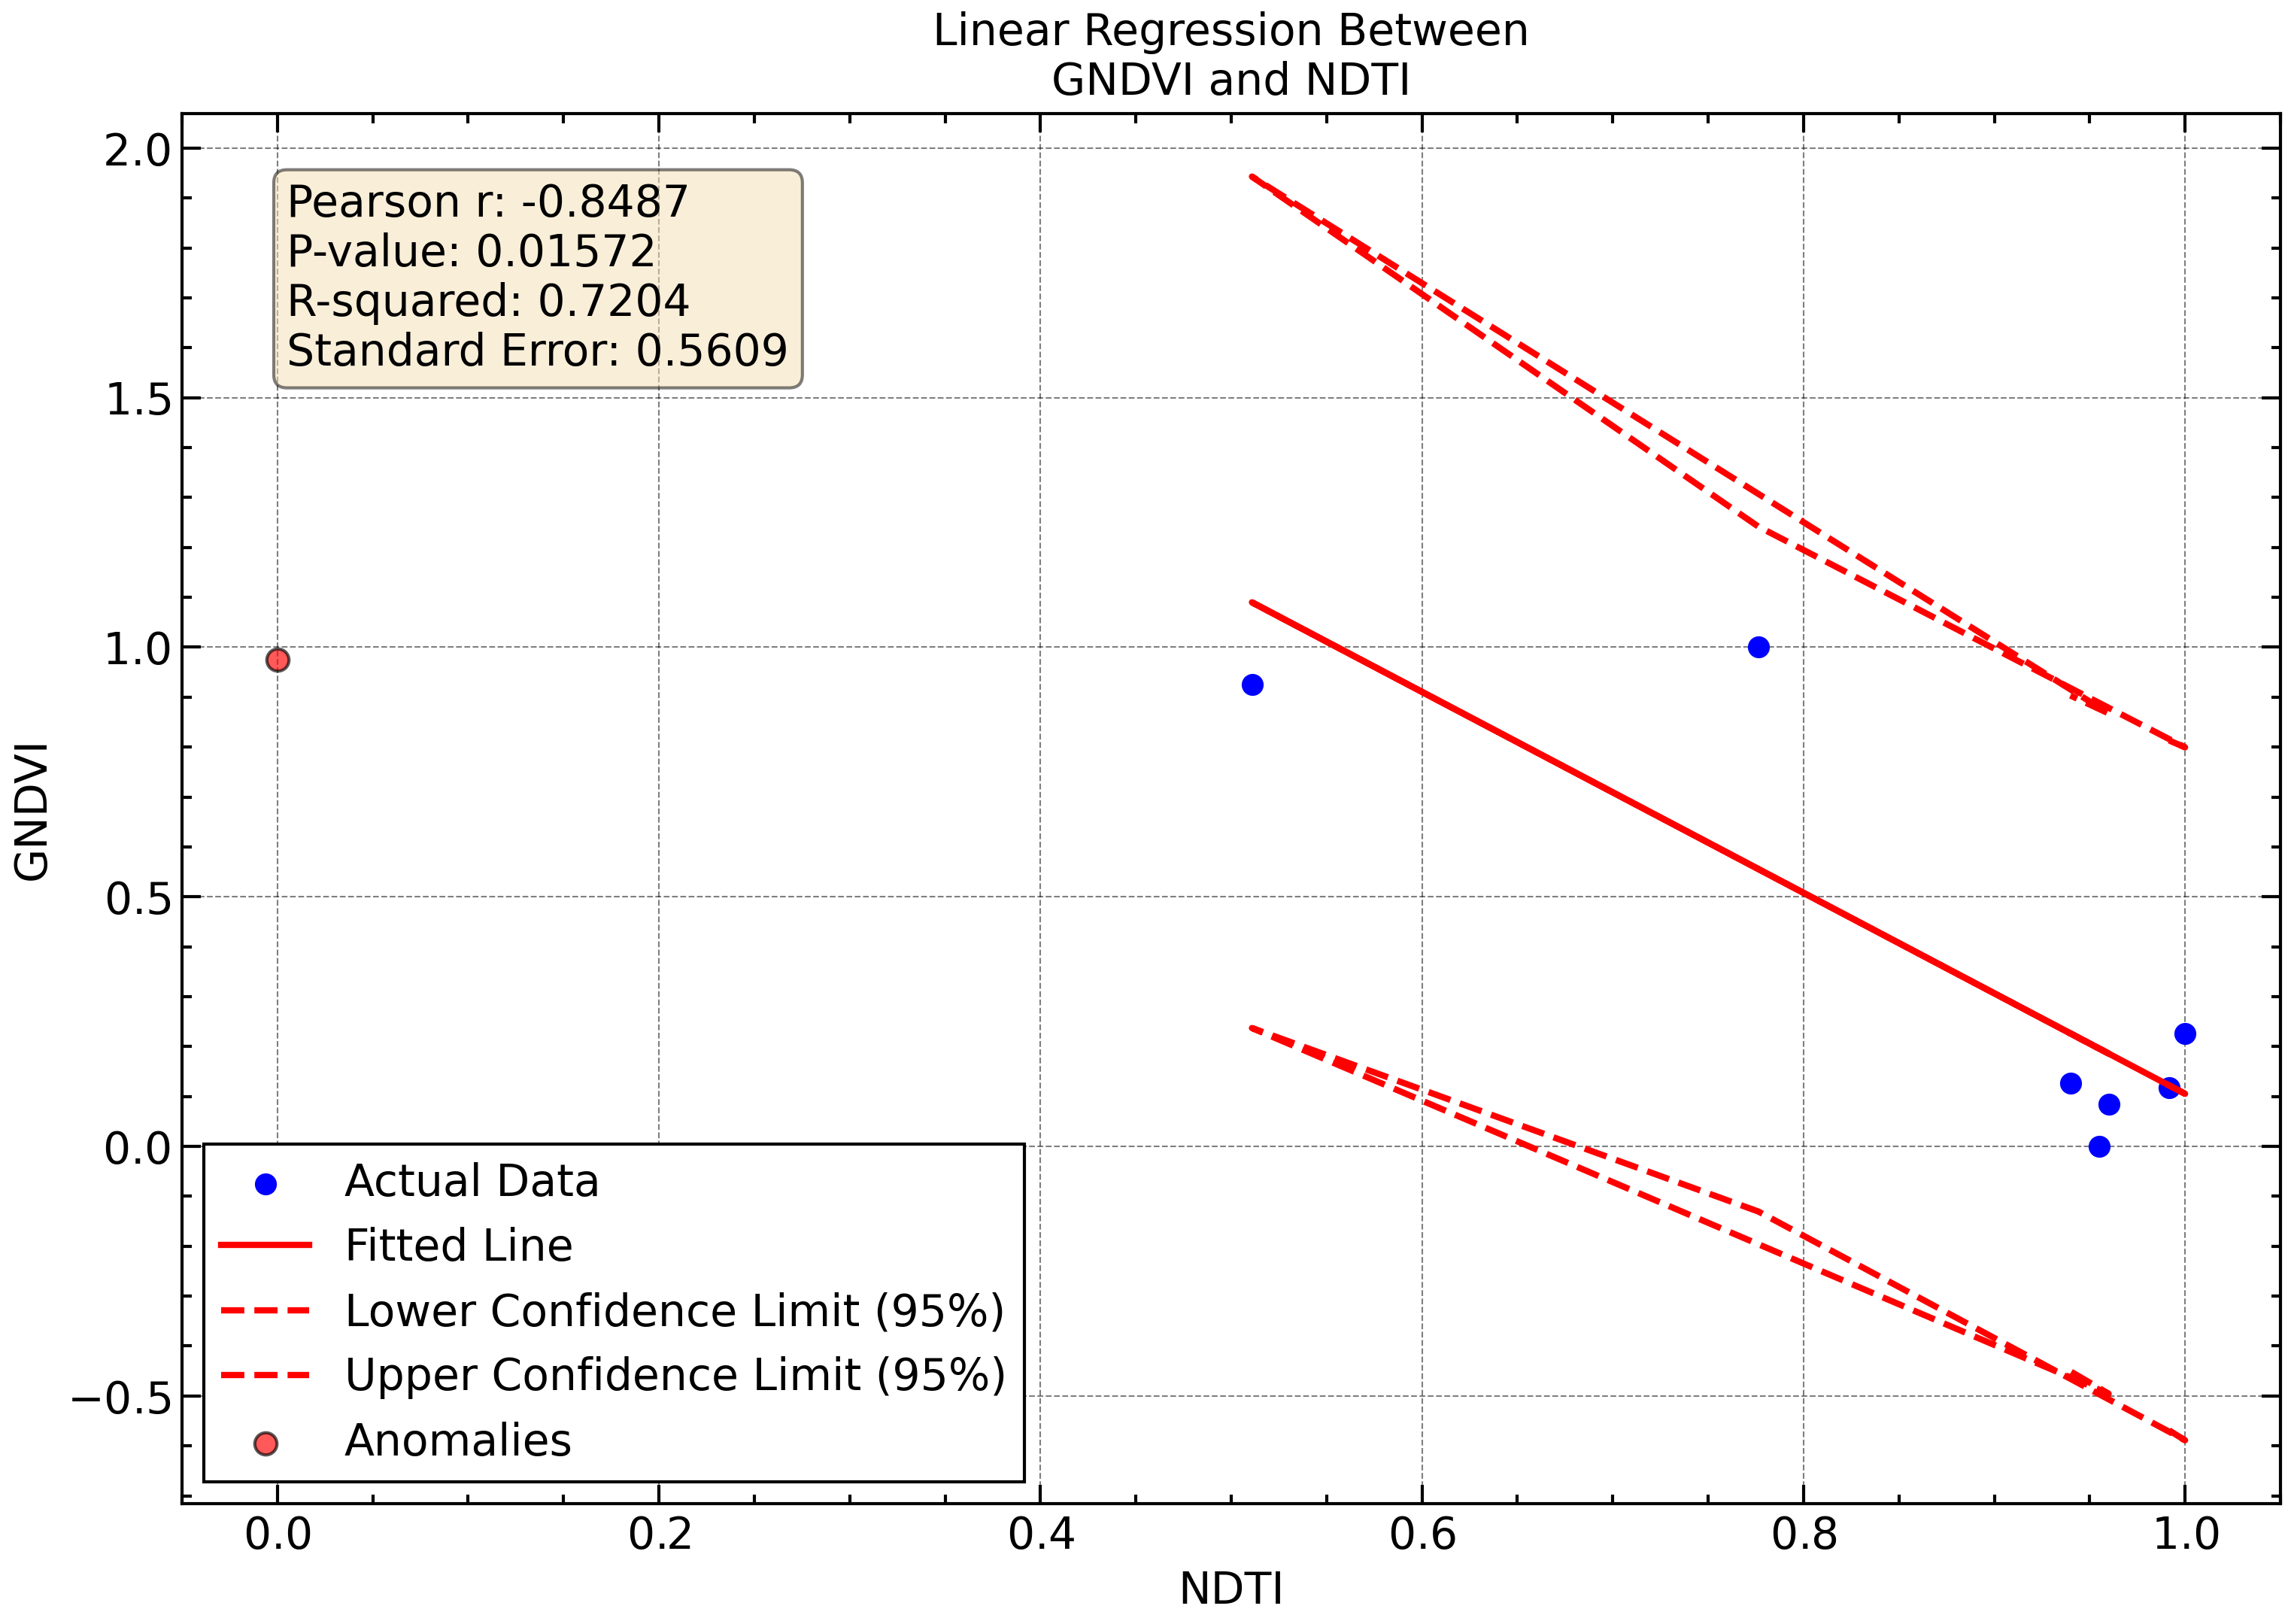 Linear Regression Between
GNDVI and NDTI
2.0
1.5
1.0
0.5
0.0
−0.5
GNDVI
Pearson r: -0.8487
P-value: 0.01572
R-squared: 0.7204
Standard Error: 0.5609
Actual Data
Fitted Line
Lower Confidence Limit (95%)
Upper Confidence Limit (95%)
Anomalies
0.0 0.2 0.4 0.6 0.8 1.0
NDTI